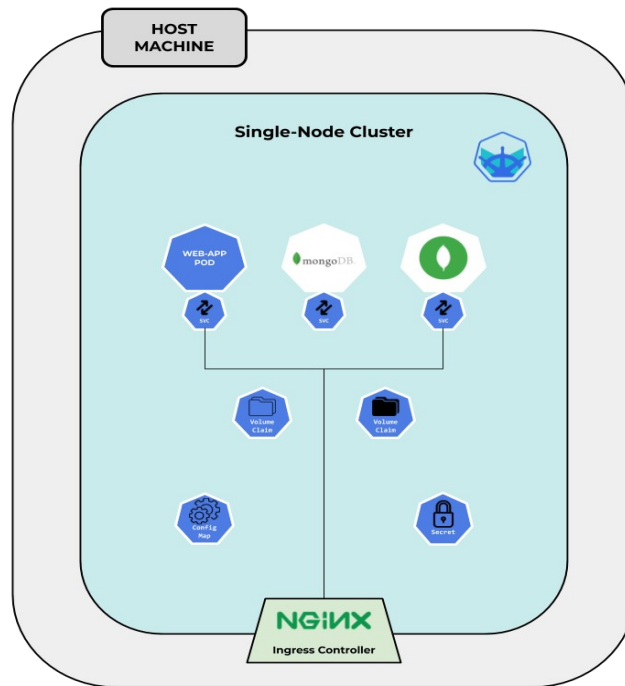 HOST
MACHINE
Single-Node Cluster
WEB-APP
POD
mongoDB.
SVC
SVC
SVC
Volume
Claim
Volume
Claim
Config
Map
Secret
NGINX
Ingress Controller